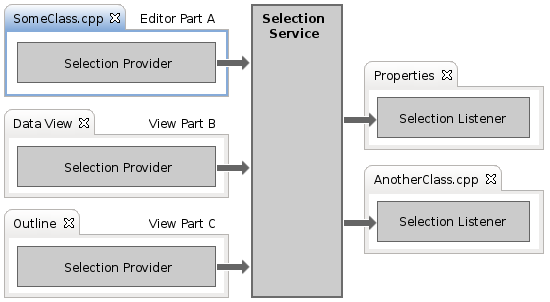 SomeClass.cpp
Editor Part A
Selection Provider
Data View
View Part B
Selection Provider
Outline
View Part C
Selection Provider
Selection
Service
Properties
Selection Listener
AnotherClass.cpp
Selection Listener